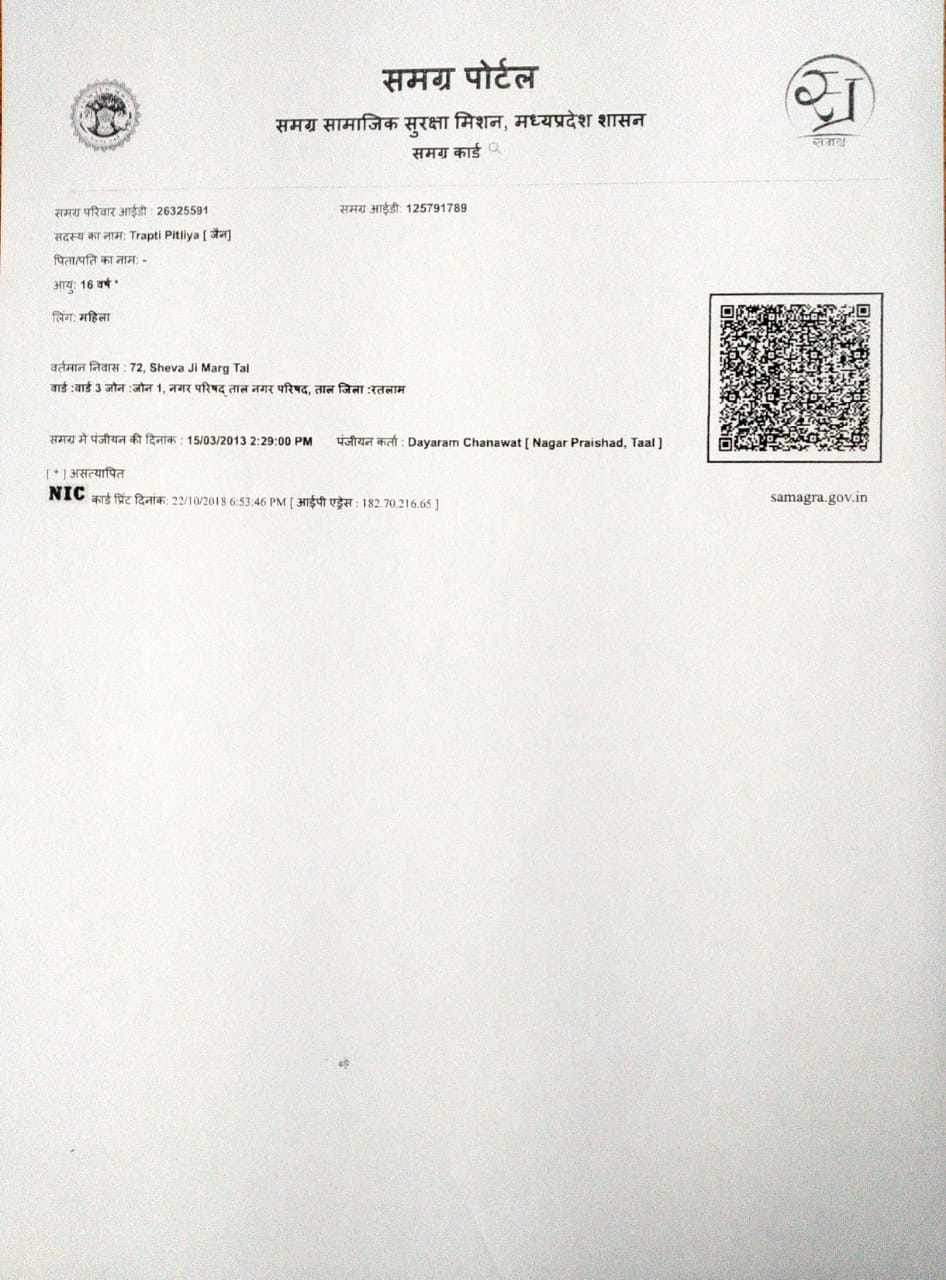 समग्र पोर्टल
समग्र सामाजिक सुरक्षा मिशन, मध्यप्रदेश शासन
समग्र कार्ड
समग्र
समग्र परिवार आईडी : 26325591 समग्र आईडी: 125791789
सदस्य का नाम: Trapti Pitliya [ जैन]
पिता/पति का नाम: -
आयु: 16 वर्ष *
लिंग: महिला
वर्तमान निवास : 72, Sheva Ji Marg Tal
वार्ड :वार्ड 3 जोन :जोन 1, नगर परिषद् ताल नगर परिषद, ताल जिला :रतलाम
समग्र में पंजीयन की दिनांक : 15/03/2013 2:29:00 PM पंजीयन कर्ता : Dayaram Chanawat [ Nagar Praishad, Taal ]
[ * ] असत्यापित
NIC कार्ड प्रिंट दिनांक: 22/10/2018 6:53:46 PM [ आईपी एड्रेस : 182.70.216.65 ]
samagra.gov.in